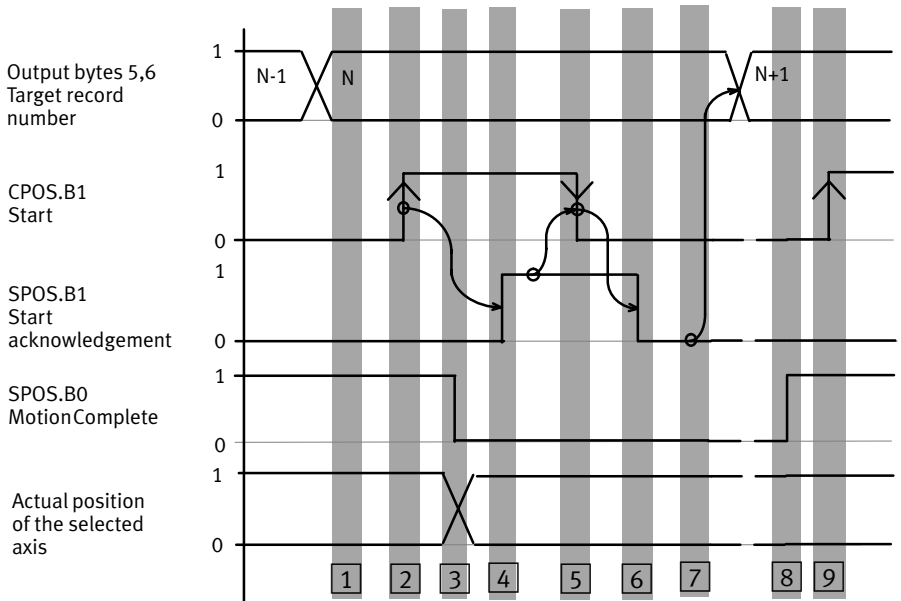 Output bytes 5,6
Target record
number
1
0
N-1
N
N+1
CPOS.B1
Start
1
0
SPOS.B1
Start
acknowledgement
1
0
SPOS.B0
MotionComplete
1
0
Actual position
of the selected
axis
1
0
1 2 3 4 5 6 7 8 9